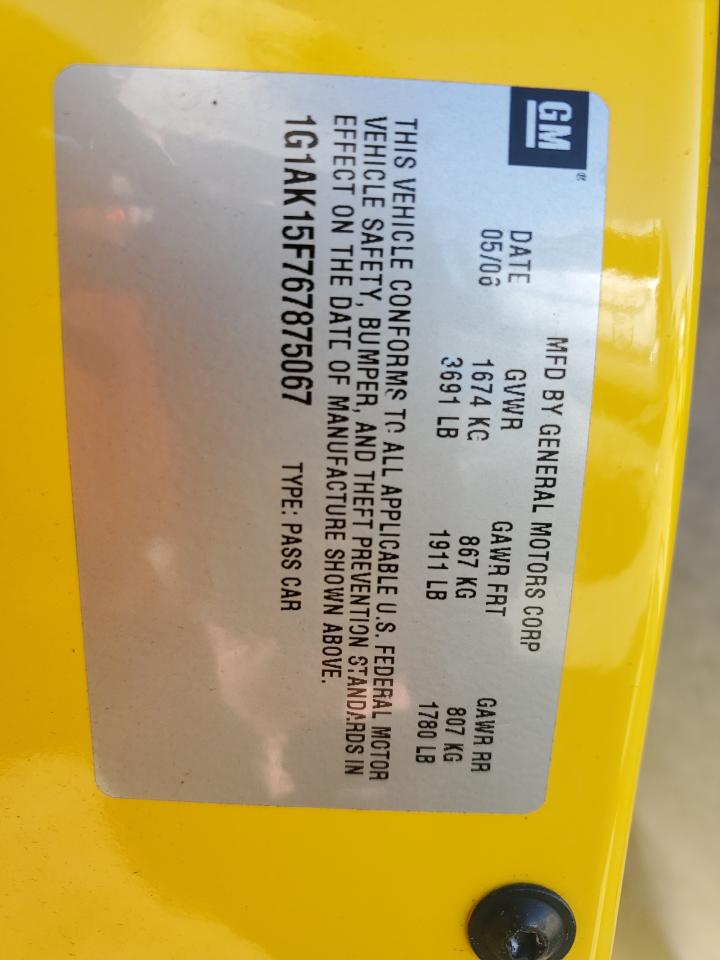 GM®
MFD BY GENERAL MOTORS CORP
DATE GVWR GAWR FRT GAWR RR
05/06 1674 KG 867 KG 807 KG
3691 LB 1911 LB 1780 LB
THIS VEHICLE CONFORMS TO ALL APPLICABLE U.S. FEDERAL MOTOR
VEHICLE SAFETY, BUMPER, AND THEFT PREVENTION STANDARDS IN
EFFECT ON THE DATE OF MANUFACTURE SHOWN ABOVE.
1G1AK15F767875067 TYPE: PASS CAR